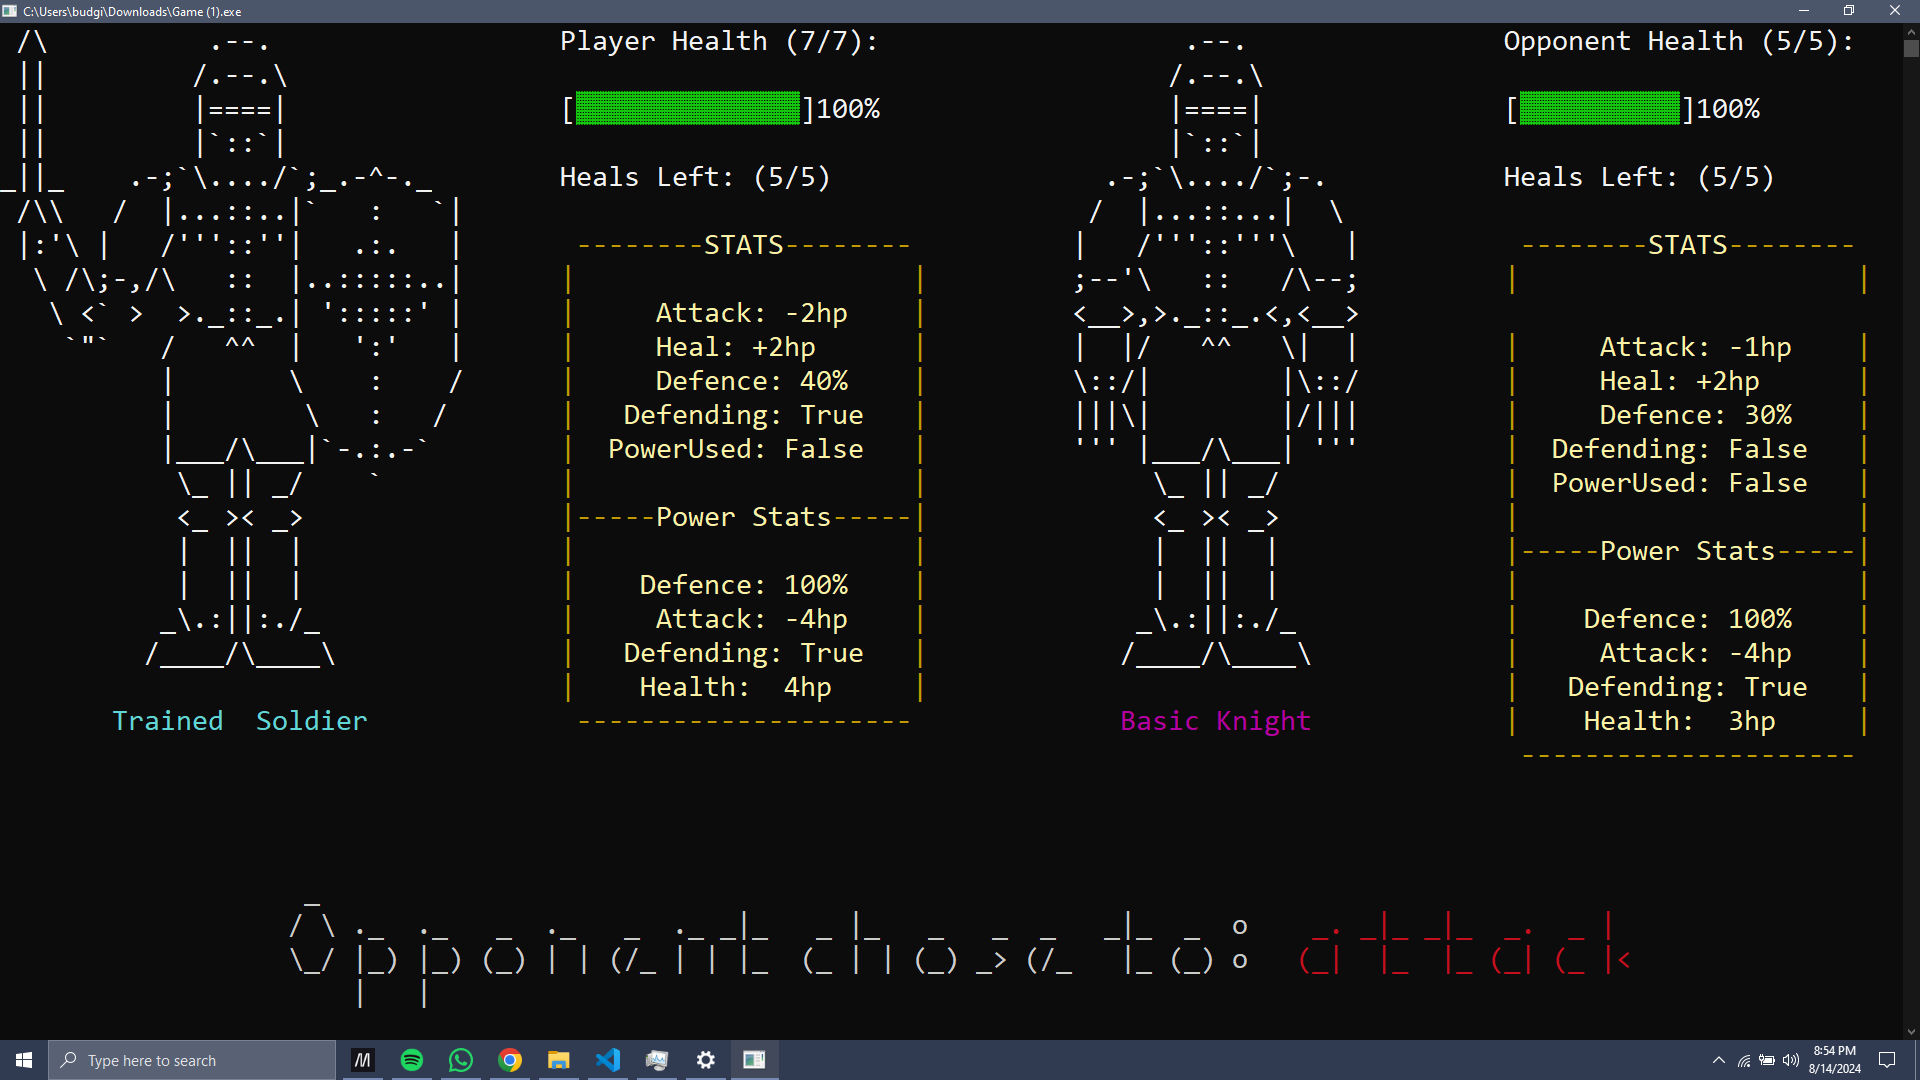 C:\Users\budgi\Downloads\Game (1).exe
Player Health (7/7):
[ ]100%
Heals Left: (5/5)
--------STATS--------
Attack: -2hp
Heal: +2hp
Defence: 40%
Defending: True
PowerUsed: False
-----Power Stats-----
Defence: 100%
Attack: -4hp
Defending: True
Health:  4hp
Trained  Soldier
Opponent Health (5/5):
[ ]100%
Heals Left: (5/5)
--------STATS--------
Attack: -1hp
Heal: +2hp
Defence: 30%
Defending: False
PowerUsed: False
-----Power Stats-----
Defence: 100%
Attack: -4hp
Defending: True
Health:  3hp
Basic Knight
Opponent chose to: attack
Type here to search
8:54 PM
8/14/2024